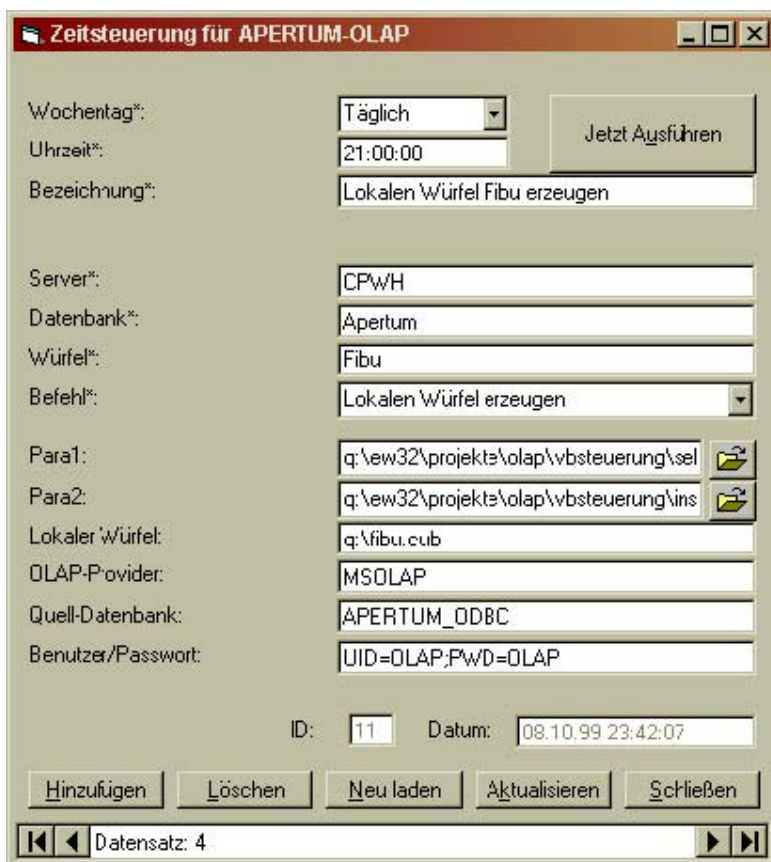 Zeitsteuerung für APERTUM-OLAP
Wochentag*: Täglich
Jetzt Ausführen
Uhrzeit*: 21:00:00
Bezeichnung*: Lokalen Würfel Fibu erzeugen
Server*: CPWH
Datenbank*: Apertum
Würfel*: Fibu
Befehl*: Lokalen Würfel erzeugen
Para1: q:\ew32\projekte\olap\vbsteuerung\sel
Para2: q:\ew32\projekte\olap\vbsteuerung\ins
Lokaler Würfel: q:\fibu.cub
OLAP-Provider: MSOLAP
Quell-Datenbank: APERTUM_ODBC
Benutzer/Passwort: UID=OLAP;PWD=OLAP
ID: 11 Datum: 08.10.99 23:42:07
Hinzufügen Löschen Neu laden Aktualisieren Schließen
Datensatz: 4